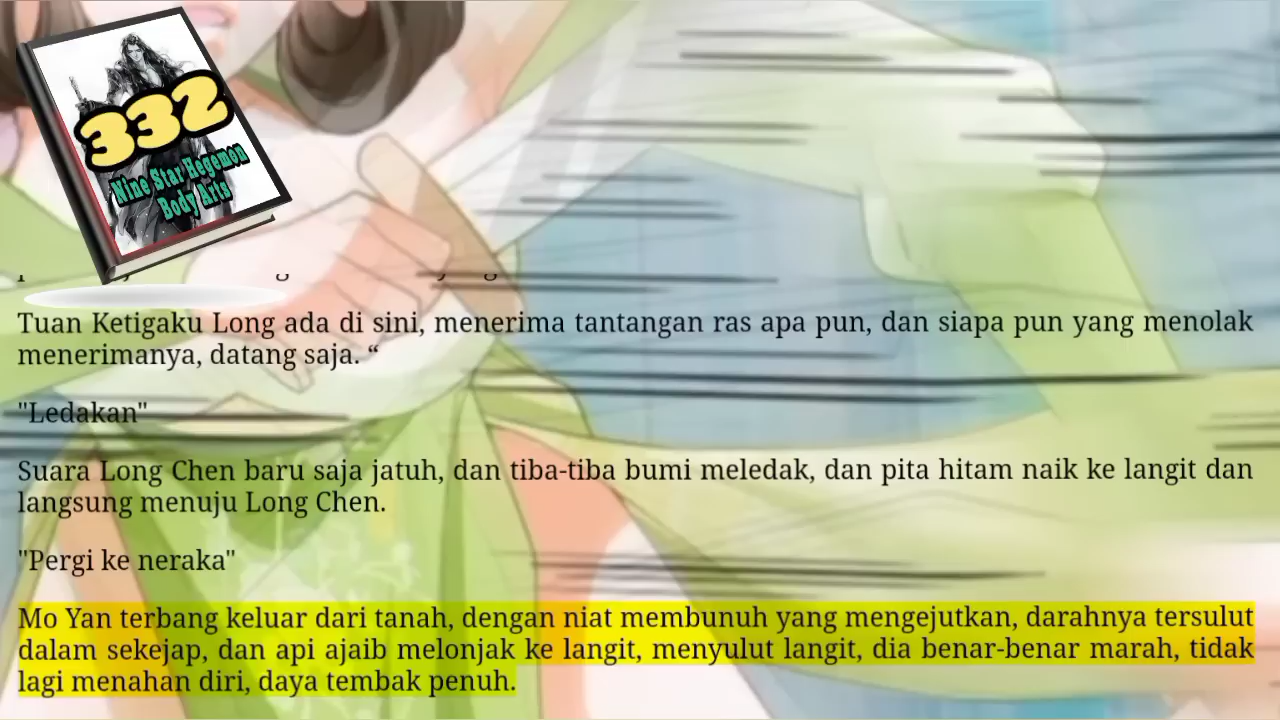 332
Nine Star Hegemon
Body Arts
Tuan Ketigaku Long ada di sini, menerima tantangan ras apa pun, dan siapa pun yang menolak
menerimanya, datang saja. “
"Ledakan"
Suara Long Chen baru saja jatuh, dan tiba-tiba bumi meledak, dan pita hitam naik ke langit dan
langsung menuju Long Chen.
"Pergi ke neraka"
Mo Yan terbang keluar dari tanah, dengan niat membunuh yang mengejutkan, darahnya tersulut
dalam sekejap, dan api ajaib melonjak ke langit, menyulut langit, dia benar-benar marah, tidak
lagi menahan diri, daya tembak penuh.